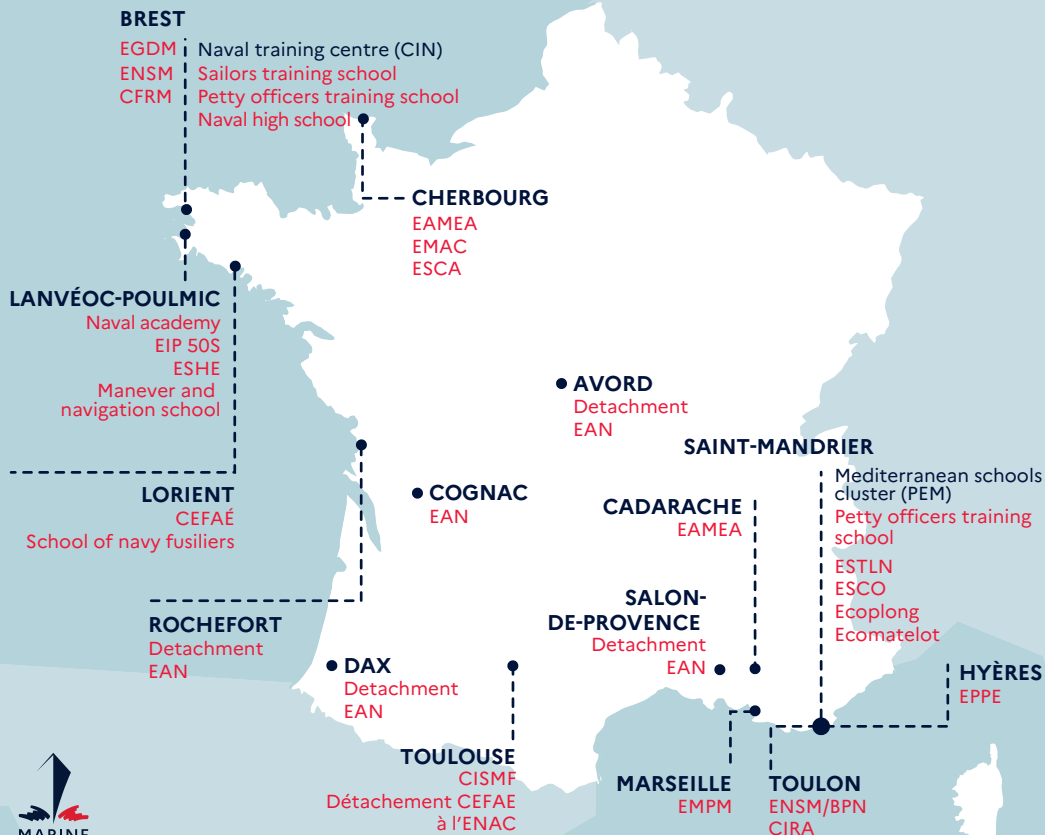 BREST
EGDM
ENSM
CFRM
Naval training centre (CIN)
Sailors training school
Petty officers training school
Naval high school
CHERBOURG
EAMEA
EMAC
ESCA
LANVÉOC-POULMIC
Naval academy
EIP 50S
ESHE
Manever and
navigation school
AVORD
Detachment
EAN
SAINT-MANDRIER
Mediterranean schools
cluster (PEM)
Petty officers training
school
ESTLN
ESCO
Ecoplong
Ecomatelot
LORIENT
CEFAÉ
School of navy fusiliers
COGNAC
EAN
CADARACHE
EAMEA
ROCHEFORT
Detachment
EAN
SALON-
DE-PROVENCE
Detachment
EAN
DAX
Detachment
EAN
HYÈRES
EPPE
TOULOUSE
CISMF
Détachement CEFAE
à l'ENAC
MARSEILLE
EMPM
TOULON
ENSM/BPN
CIRA
MARINE